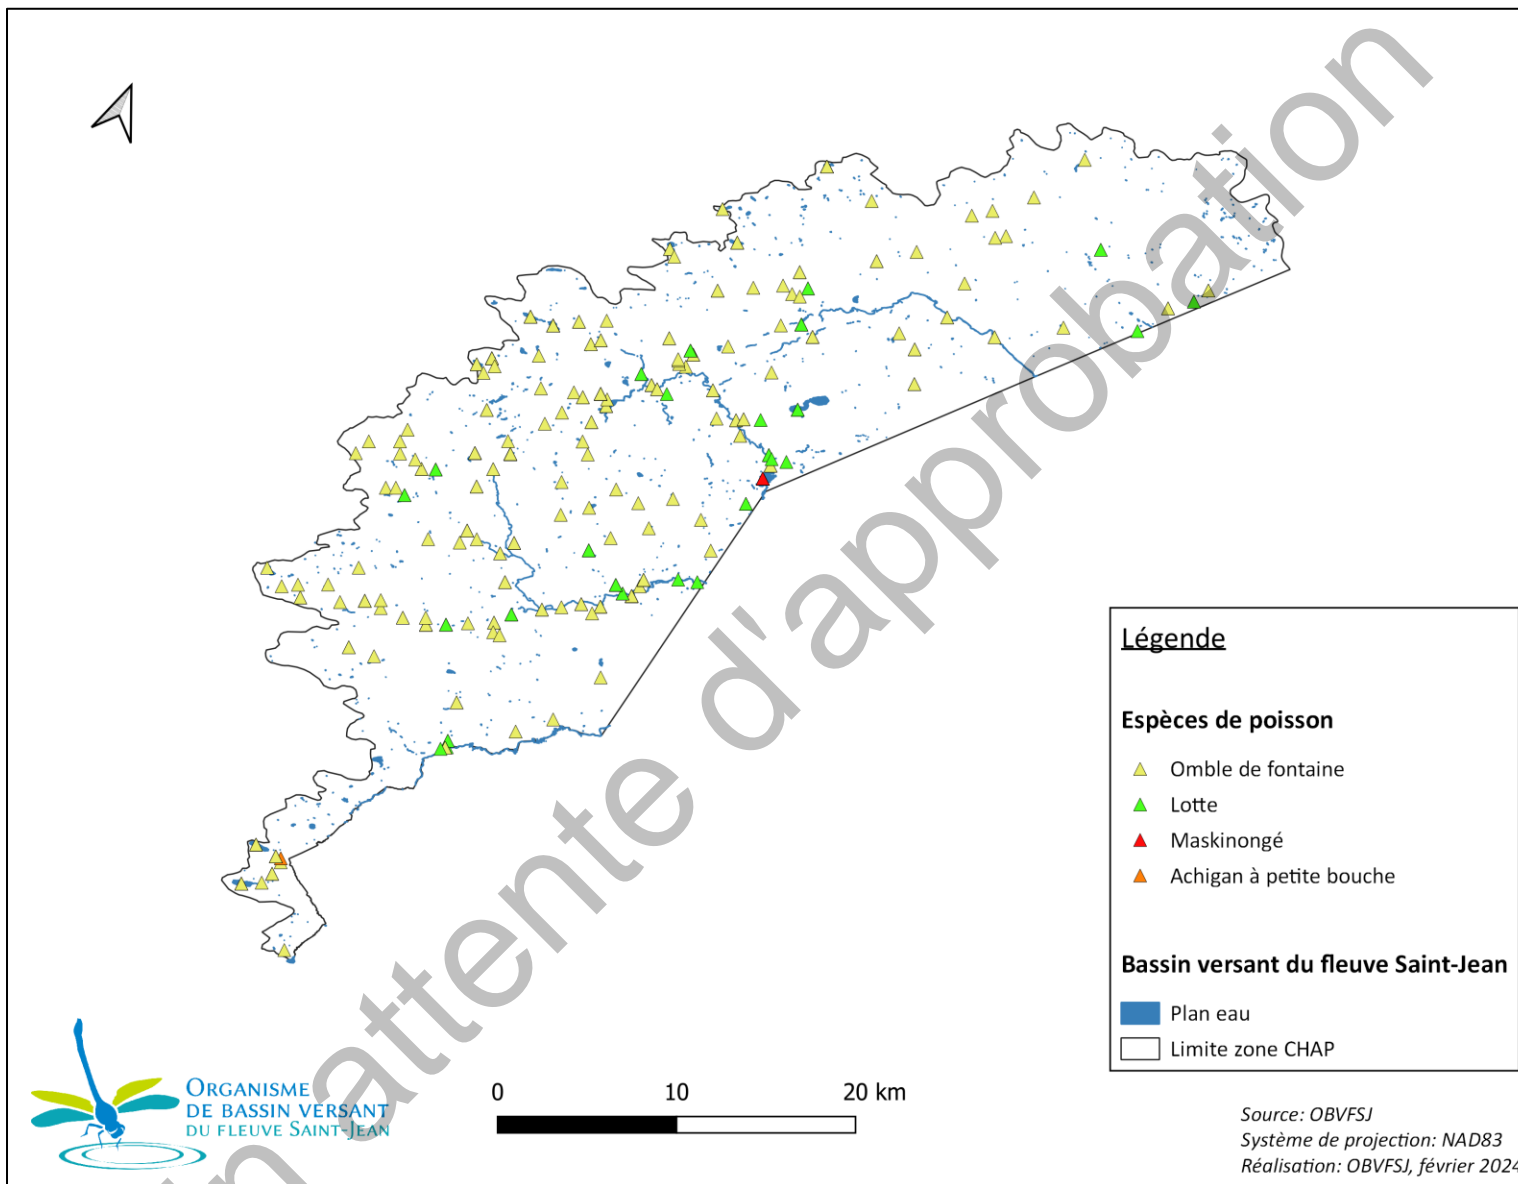 en attente d'approbation
Légende
Espèces de poisson
Omble de fontaine
Lotte
Maskinongé
Achigan à petite bouche
Bassin versant du fleuve Saint-Jean
Plan eau
Limite zone CHAP
ORGANISME
DE BASSIN VERSANT
DU FLEUVE SAINT-JEAN
0 10 20 km
Source: OBVFSJ
Système de projection: NAD83
Réalisation: OBVFSJ, février 2024